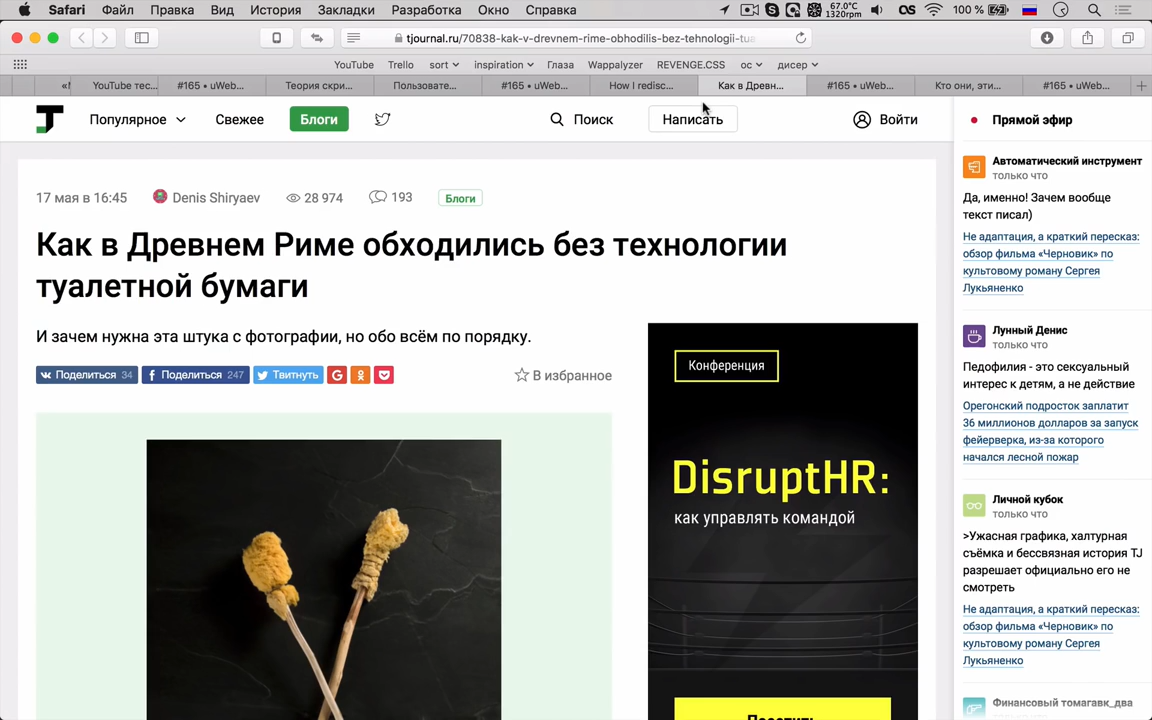 Safari Файл Правка Вид История Закладки Разработка Окно Справка
67.0°C
1320rpm
100 %
tjournal.ru/70838-kak-v-drevnem-rime-obhodilis-bez-tehnologii-tua
YouTube Trello sort inspiration Глаза Wappalyzer REVENGE.CSS ос дисер
YouTube тес... #165 • uWeb... Теория скри... Пользовате... #165 • uWeb... How I redisc... Как в Древн... #165 • uWeb... Кто они, эти... #165 • uWeb...
Популярное Свежее Блоги Поиск Написать Войти
17 мая в 16:45 Denis Shiryaev 28 974 193 Блоги
Как в Древнем Риме обходились без технологии
туалетной бумаги
И зачем нужна эта штука с фотографии, но обо всём по порядку.
Поделиться 34 Поделиться 247 Твитнуть В избранное
Конференция
DisruptHR:
как управлять командой
Прямой эфир
Автоматический инструмент
только что
Да, именно! Зачем вообще
текст писал)
Не адаптация, а краткий пересказ:
обзор фильма «Черновик» по
культовому роману Сергея
Лукьяненко
Лунный Денис
только что
Педофилия - это сексуальный
интерес к детям, а не действие
Орегонский подросток заплатит
36 миллионов долларов за запуск
фейерверка, из-за которого
начался лесной пожар
Личной кубок
только что
>Ужасная графика, халтурная
съёмка и бессвязная история TJ
разрешает официально его не
смотреть
Не адаптация, а краткий пересказ:
обзор фильма «Черновик» по
культовому роману Сергея
Лукьяненко
Финансовый томагавк_два